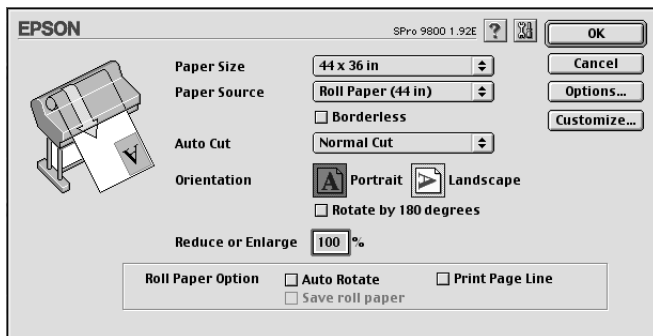 EPSON SPro 9800 1.92E ? OK
Paper Size 44 x 36 in Cancel
Paper Source Roll Paper (44 in) Options...
Borderless Customize...
Auto Cut Normal Cut
Orientation A Portrait A Landscape
Rotate by 180 degrees
Reduce or Enlarge 100 %
Roll Paper Option Auto Rotate Print Page Line
Save roll paper
A